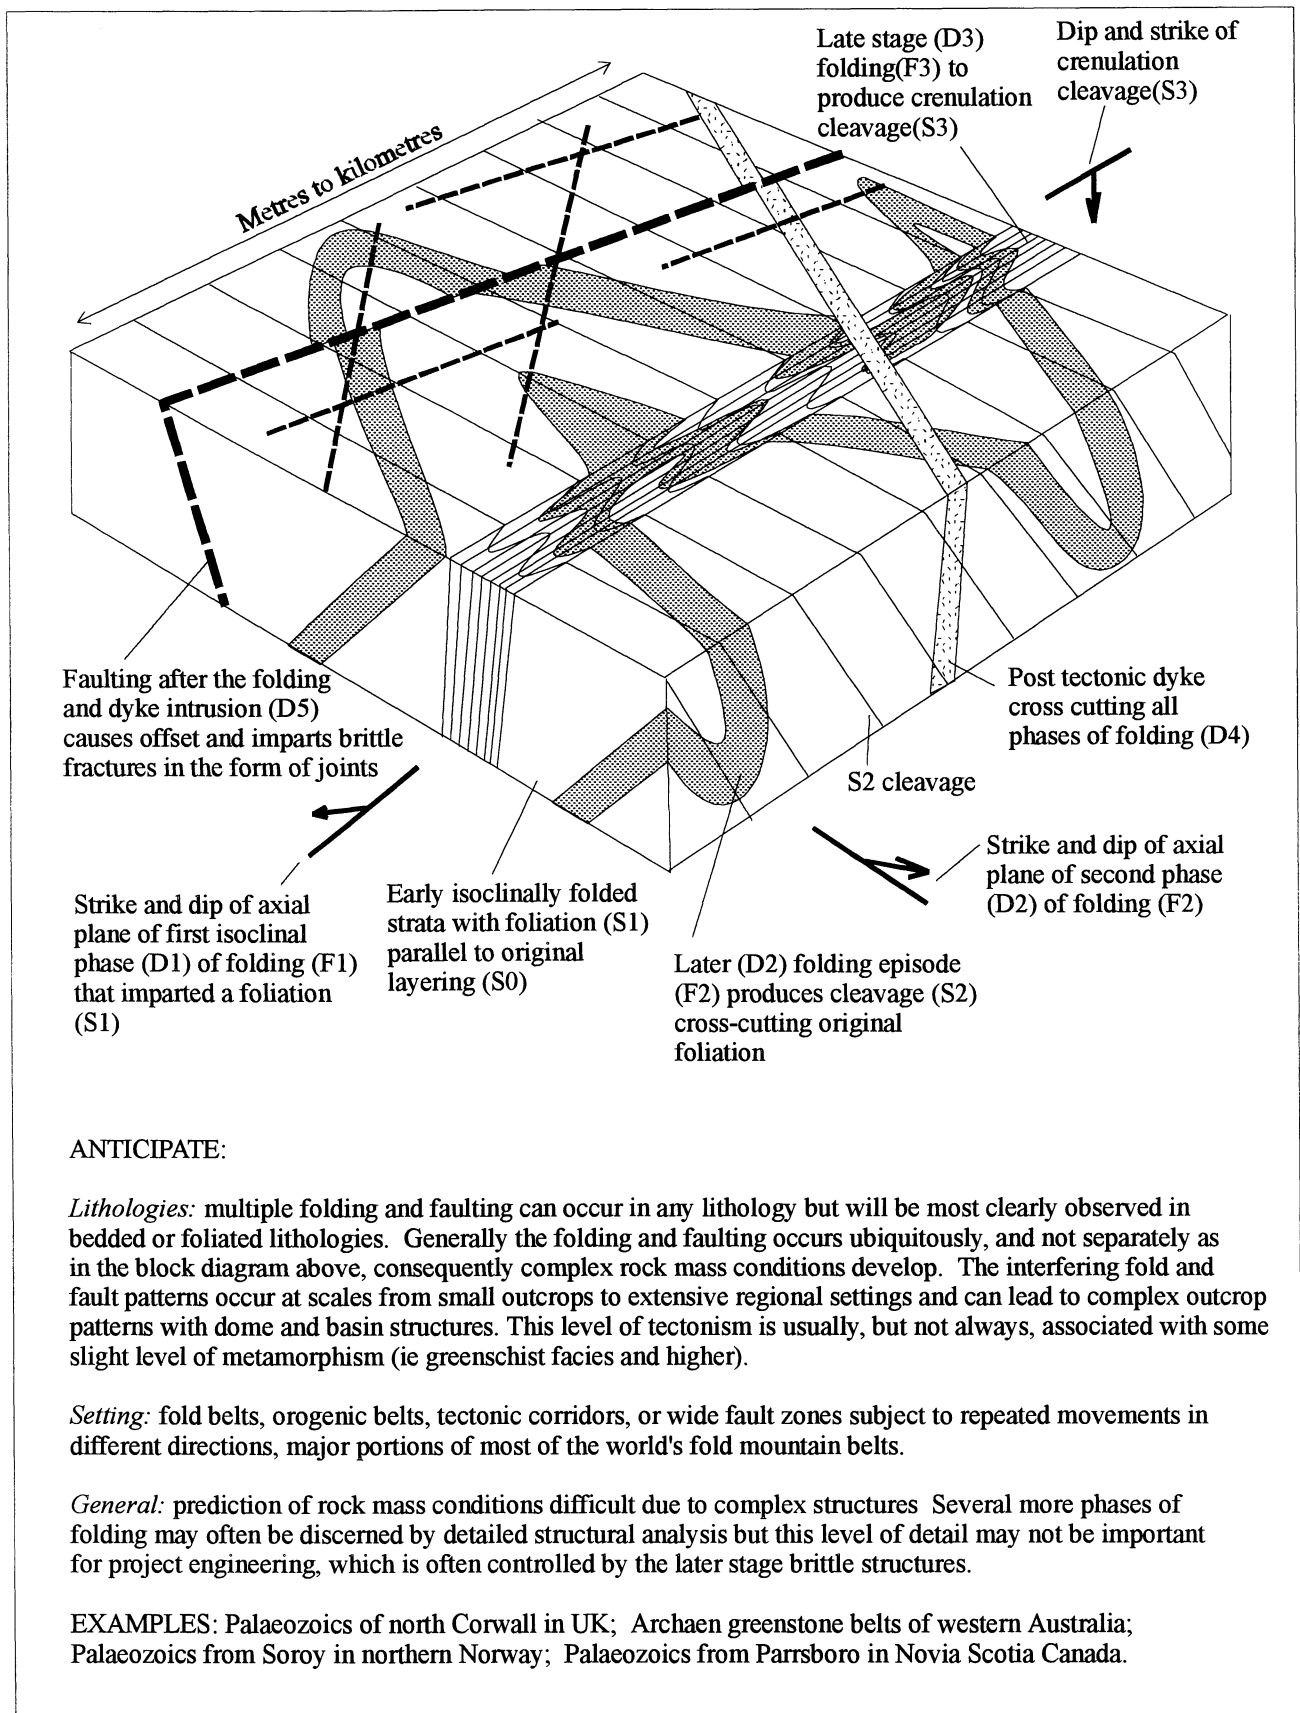 Late stage (D3)
folding(F3) to
produce crenulation
cleavage(S3)
Dip and strike of
crenulation
cleavage(S3)
Metres to kilometres
Faulting after the folding
and dyke intrusion (D5)
causes offset and imparts brittle
fractures in the form of joints
Post tectonic dyke
cross cutting all
phases of folding (D4)
S2 cleavage
Strike and dip of axial
plane of second phase
(D2) of folding (F2)
Strike and dip of axial
plane of first isoclinal
phase (D1) of folding (F1)
that imparted a foliation
(S1)
Early isoclinally folded
strata with foliation (S1)
parallel to original
layering (S0)
Later (D2) folding episode
(F2) produces cleavage (S2)
cross-cutting original
foliation
ANTICIPATE:
Lithologies: multiple folding and faulting can occur in any lithology but will be most clearly observed in
bedded or foliated lithologies.  Generally the folding and faulting occurs ubiquitously, and not separately as
in the block diagram above, consequently complex rock mass conditions develop.  The interfering fold and
fault patterns occur at scales from small outcrops to extensive regional settings and can lead to complex outcrop
patterns with dome and basin structures. This level of tectonism is usually, but not always, associated with some
slight level of metamorphism (ie greenschist facies and higher).
Setting: fold belts, orogenic belts, tectonic corridors, or wide fault zones subject to repeated movements in
different directions, major portions of most of the world's fold mountain belts.
General: prediction of rock mass conditions difficult due to complex structures  Several more phases of
folding may often be discerned by detailed structural analysis but this level of detail may not be important
for project engineering, which is often controlled by the later stage brittle structures.
EXAMPLES: Palaeozoics of north Corwall in UK;  Archaen greenstone belts of western Australia;
Palaeozoics from Soroy in northern Norway;  Palaeozoics from Parrsboro in Novia Scotia Canada.